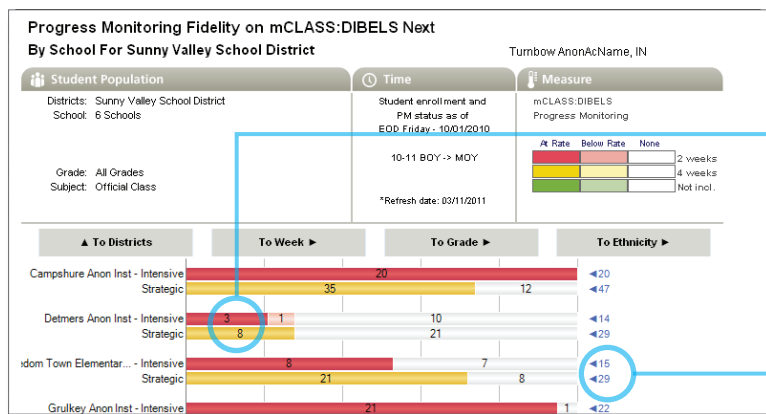 Progress Monitoring Fidelity on mCLASS:DIBELS Next
By School For Sunny Valley School District
Turnbow AnonAcName, IN
Student Population
Districts: Sunny Valley School District
School: 6 Schools
Grade: All Grades
Subject: Official Class
Time
Student enrollment and
PM status as of
EOD Friday - 10/01/2010
10-11 BOY -> MOY
*Refresh date: 03/11/2011
Measure
mCLASS:DIBELS
Progress Monitoring
At Rate Below Rate None
2 weeks
4 weeks
Not incl.
▲ To Districts To Week ► To Grade ► To Ethnicity ►
Campshure Anon Inst - Intensive 20 ◄20
Strategic 35 12 ◄47
Detmers Anon Inst - Intensive 3 1 10 ◄14
Strategic 8 21 ◄29
dom Town Elementar... - Intensive 8 7 ◄15
Strategic 21 8 ◄29
Grulkey Anon Inst - Intensive 21 1 ◄22